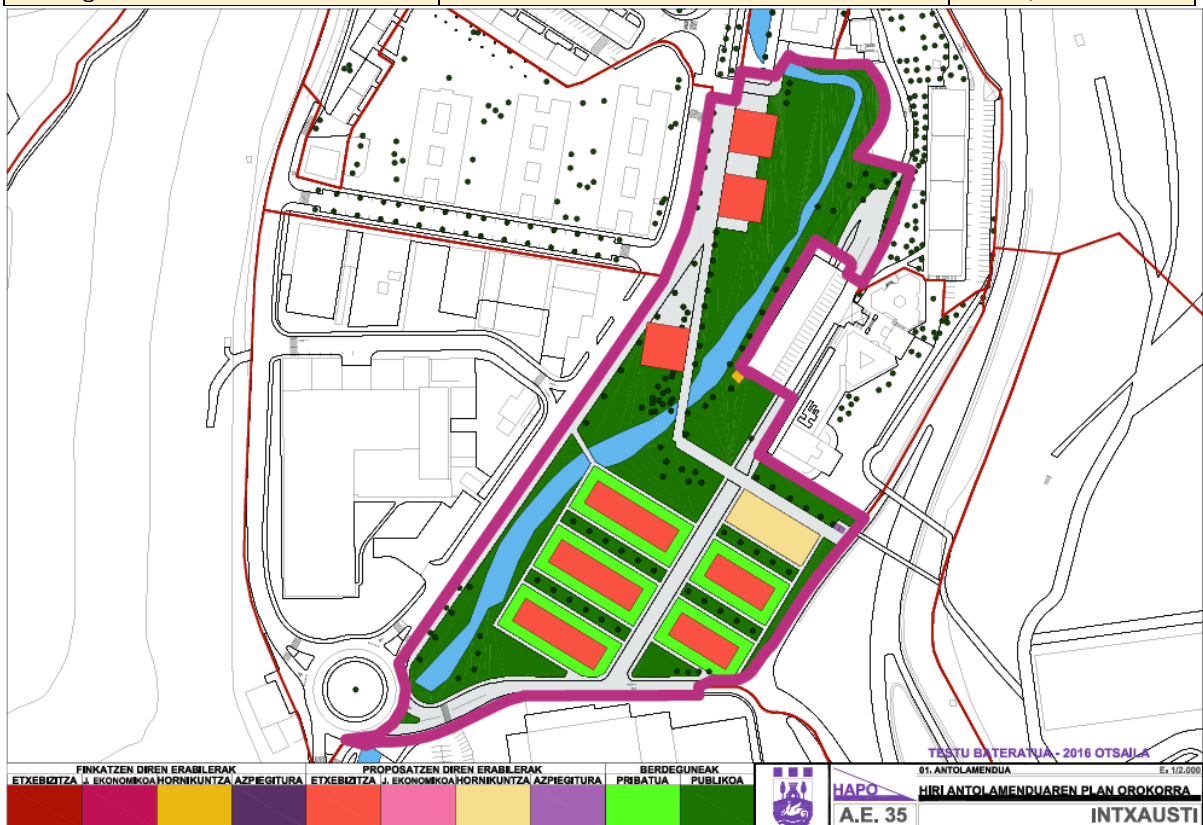 TESTU BATERATUA - 2016 OTSAILA
FINKATZEN DIREN ERABILERAK
PROPOSATZEN DIREN ERABILERAK
BERDEGUNEAK
ETXEBIZITZA J. EKONOMIKOA HORNIKUNTZA AZPIEGITURA ETXEBIZITZA J. EKONOMIKOA HORNIKUNTZA AZPIEGITURA PRIBATUA PUBLIKOA
01. ANTOLAMENDUA E: 1/2.000
HAPO HIRI ANTOLAMENDUAREN PLAN OROKORRA
A.E. 35 INTXAUSTI